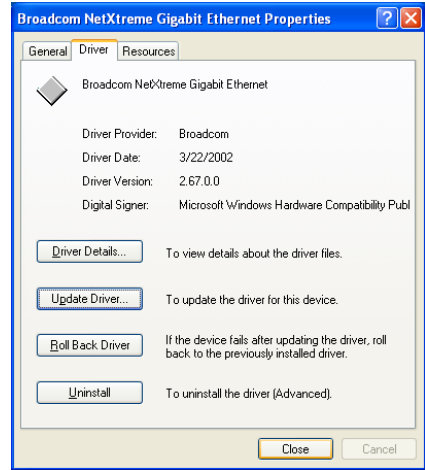 Broadcom NetXtreme Gigabit Ethernet Properties
General Driver Resources
Broadcom NetXtreme Gigabit Ethernet
Driver Provider: Broadcom
Driver Date: 3/22/2002
Driver Version: 2.67.0.0
Digital Signer: Microsoft Windows Hardware Compatibility Publ
Driver Details... To view details about the driver files.
Update Driver... To update the driver for this device.
Roll Back Driver If the device fails after updating the driver, roll
back to the previously installed driver.
Uninstall To uninstall the driver (Advanced).
Close Cancel